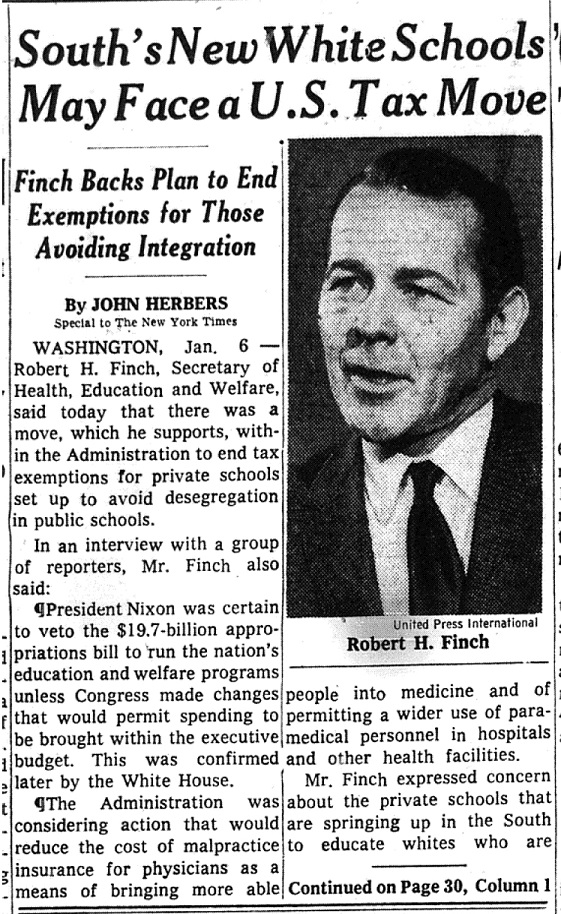 South's New White Schools
May Face a U.S. Tax Move
Finch Backs Plan to End
Exemptions for Those
Avoiding Integration
By JOHN HERBERS
Special to The New York Times
WASHINGTON, Jan. 6 —
Robert H. Finch, Secretary of
Health, Education and Welfare,
said today that there was a
move, which he supports, with-
in the Administration to end tax
exemptions for private schools
set up to avoid desegregation
in public schools.
In an interview with a group
of reporters, Mr. Finch also
said:
¶President Nixon was certain
to veto the $19.7-billion appro-
priations bill to run the nation's
education and welfare programs
unless Congress made changes
that would permit spending to
be brought within the executive
budget. This was confirmed
later by the White House.
¶The Administration was
considering action that would
reduce the cost of malpractice
insurance for physicians as a
means of bringing more able
United Press International
Robert H. Finch
people into medicine and of
permitting a wider use of para-
medical personnel in hospitals
and other health facilities.
Mr. Finch expressed concern
about the private schools that
are springing up in the South
to educate whites who are
Continued on Page 30, Column 1